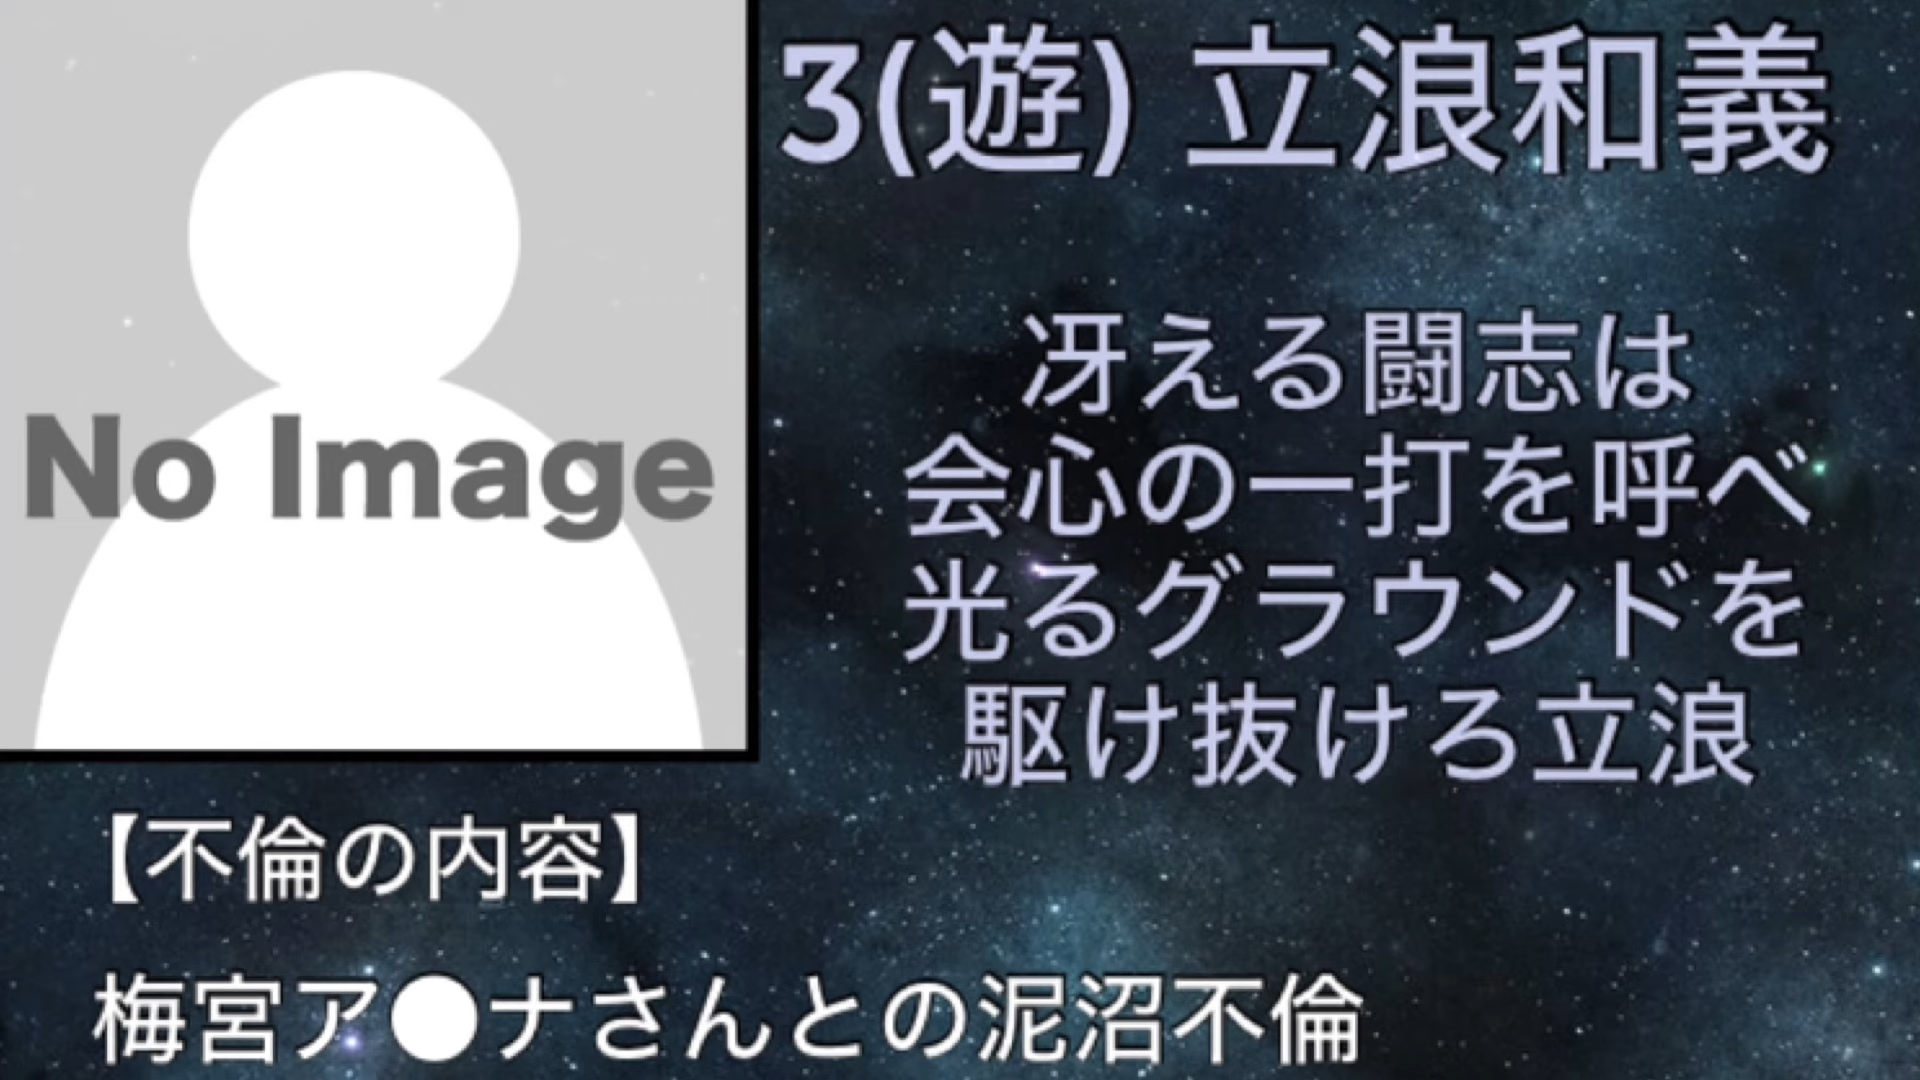 No Image
3(遊) 立浪和義
冴える闘志は
会心の一打を呼べ
光るグラウンドを
駆け抜けろ立浪
【不倫の内容】
梅宮ア●ナさんとの泥沼不倫